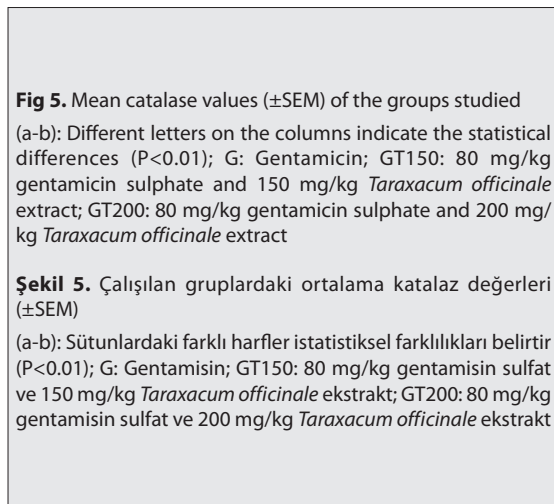 Fig 5. Mean catalase values (±SEM) of the groups studied
(a-b): Different letters on the columns indicate the statistical
differences (P<0.01); G: Gentamicin; GT150: 80 mg/kg
gentamicin sulphate and 150 mg/kg Taraxacum officinale
extract; GT200: 80 mg/kg gentamicin sulphate and 200 mg/
kg Taraxacum officinale extract
Şekil 5. Çalışılan gruplardaki ortalama katalaz değerleri
(±SEM)
(a-b): Sütunlardaki farklı harfler istatistiksel farklılıkları belirtir
(P<0.01); G: Gentamisin; GT150: 80 mg/kg gentamisin sulfat
ve 150 mg/kg Taraxacum officinale ekstrakt; GT200: 80 mg/kg
gentamisin sulfat ve 200 mg/kg Taraxacum officinale ekstrakt